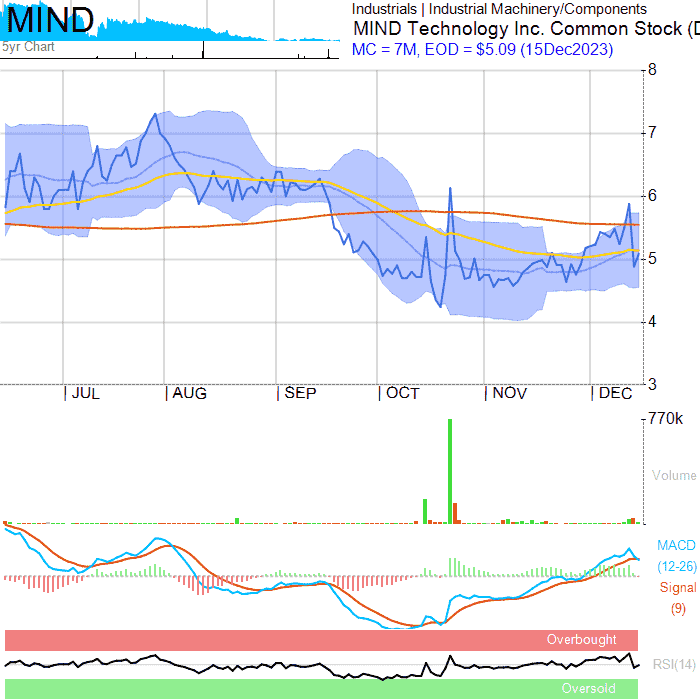 MIND
5yr Chart
Industrials | Industrial Machinery/Components
MIND Technology Inc. Common Stock (D
MC = 7M, EOD = $5.09 (15Dec2023)
8
7
6
5
4
3
JUL AUG SEP OCT NOV DEC
770k
Volume
MACD
(12-26)
Signal
(9)
Overbought
RSI(14)
Oversold